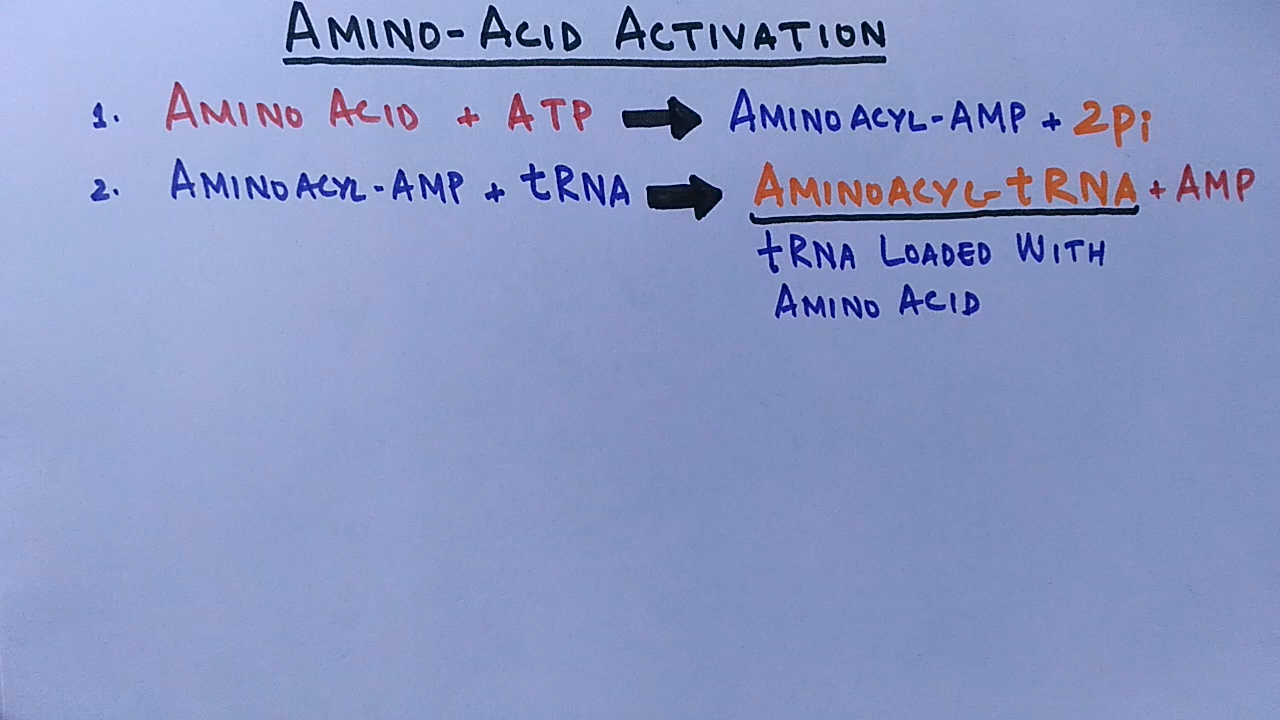 AMINO-ACID ACTIVATION
1. AMINO ACID + ATP → AMINOACYL-AMP + 2Pi
2. AMINOACYL-AMP + tRNA → AMINOACYL-tRNA + AMP
tRNA LOADED WITH
AMINO ACID